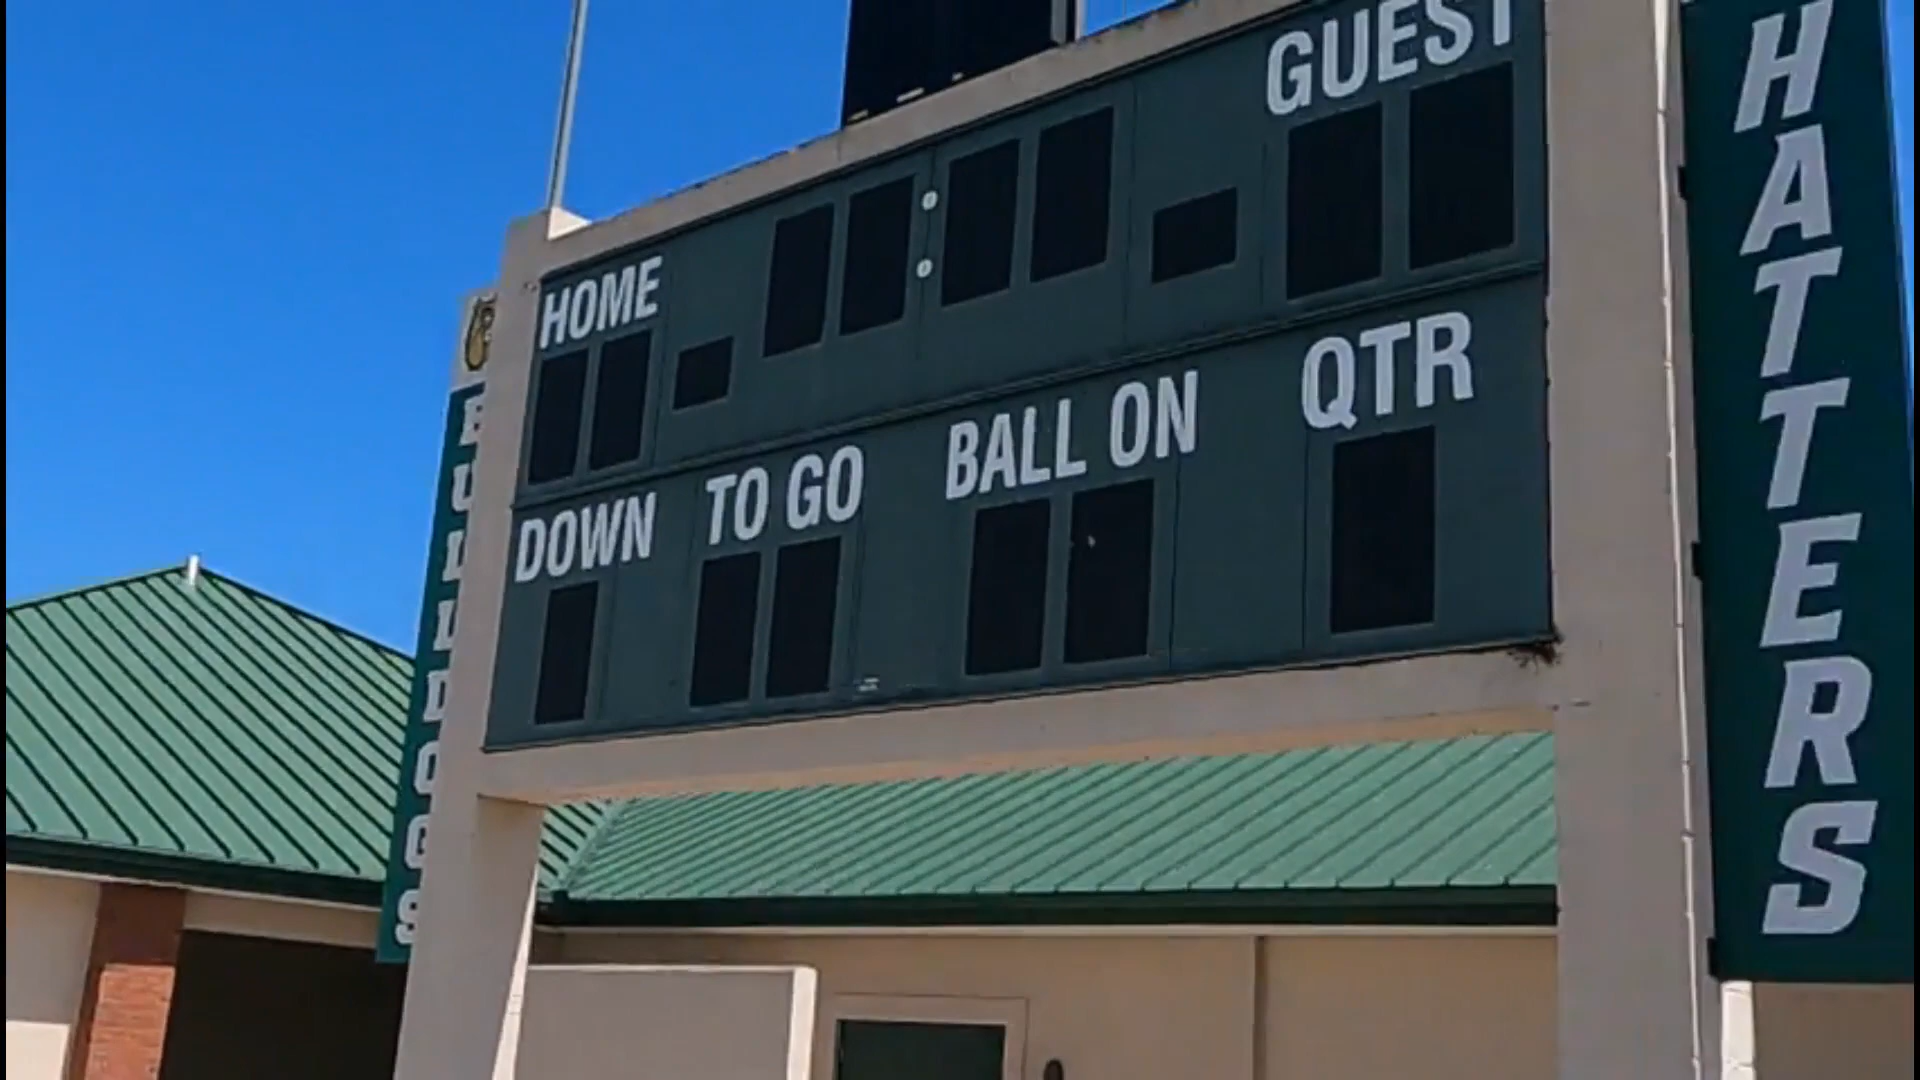 GUEST
HOME
DOWN TO GO BALL ON QTR
BULLDOGS
HATTERS